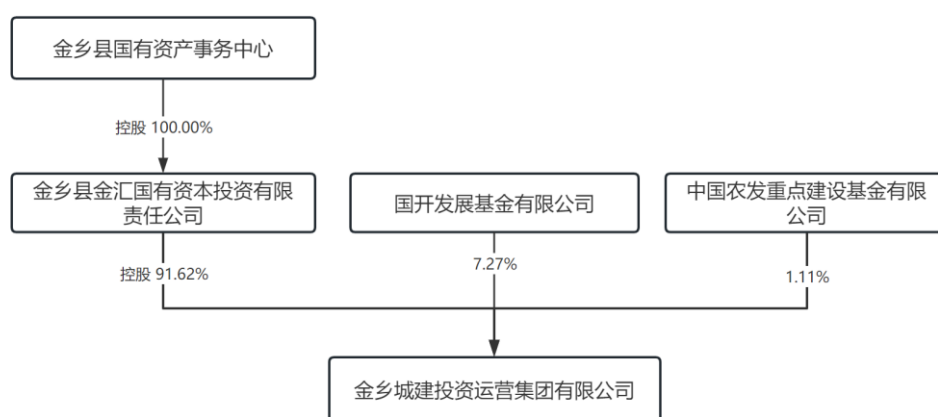 金乡县国有资产事务中心
控股 100.00%
金乡县金汇国有资本投资有限
责任公司
国开发展基金有限公司
中国农发重点建设基金有限
公司
控股 91.62%
7.27%
1.11%
金乡城建投资运营集团有限公司